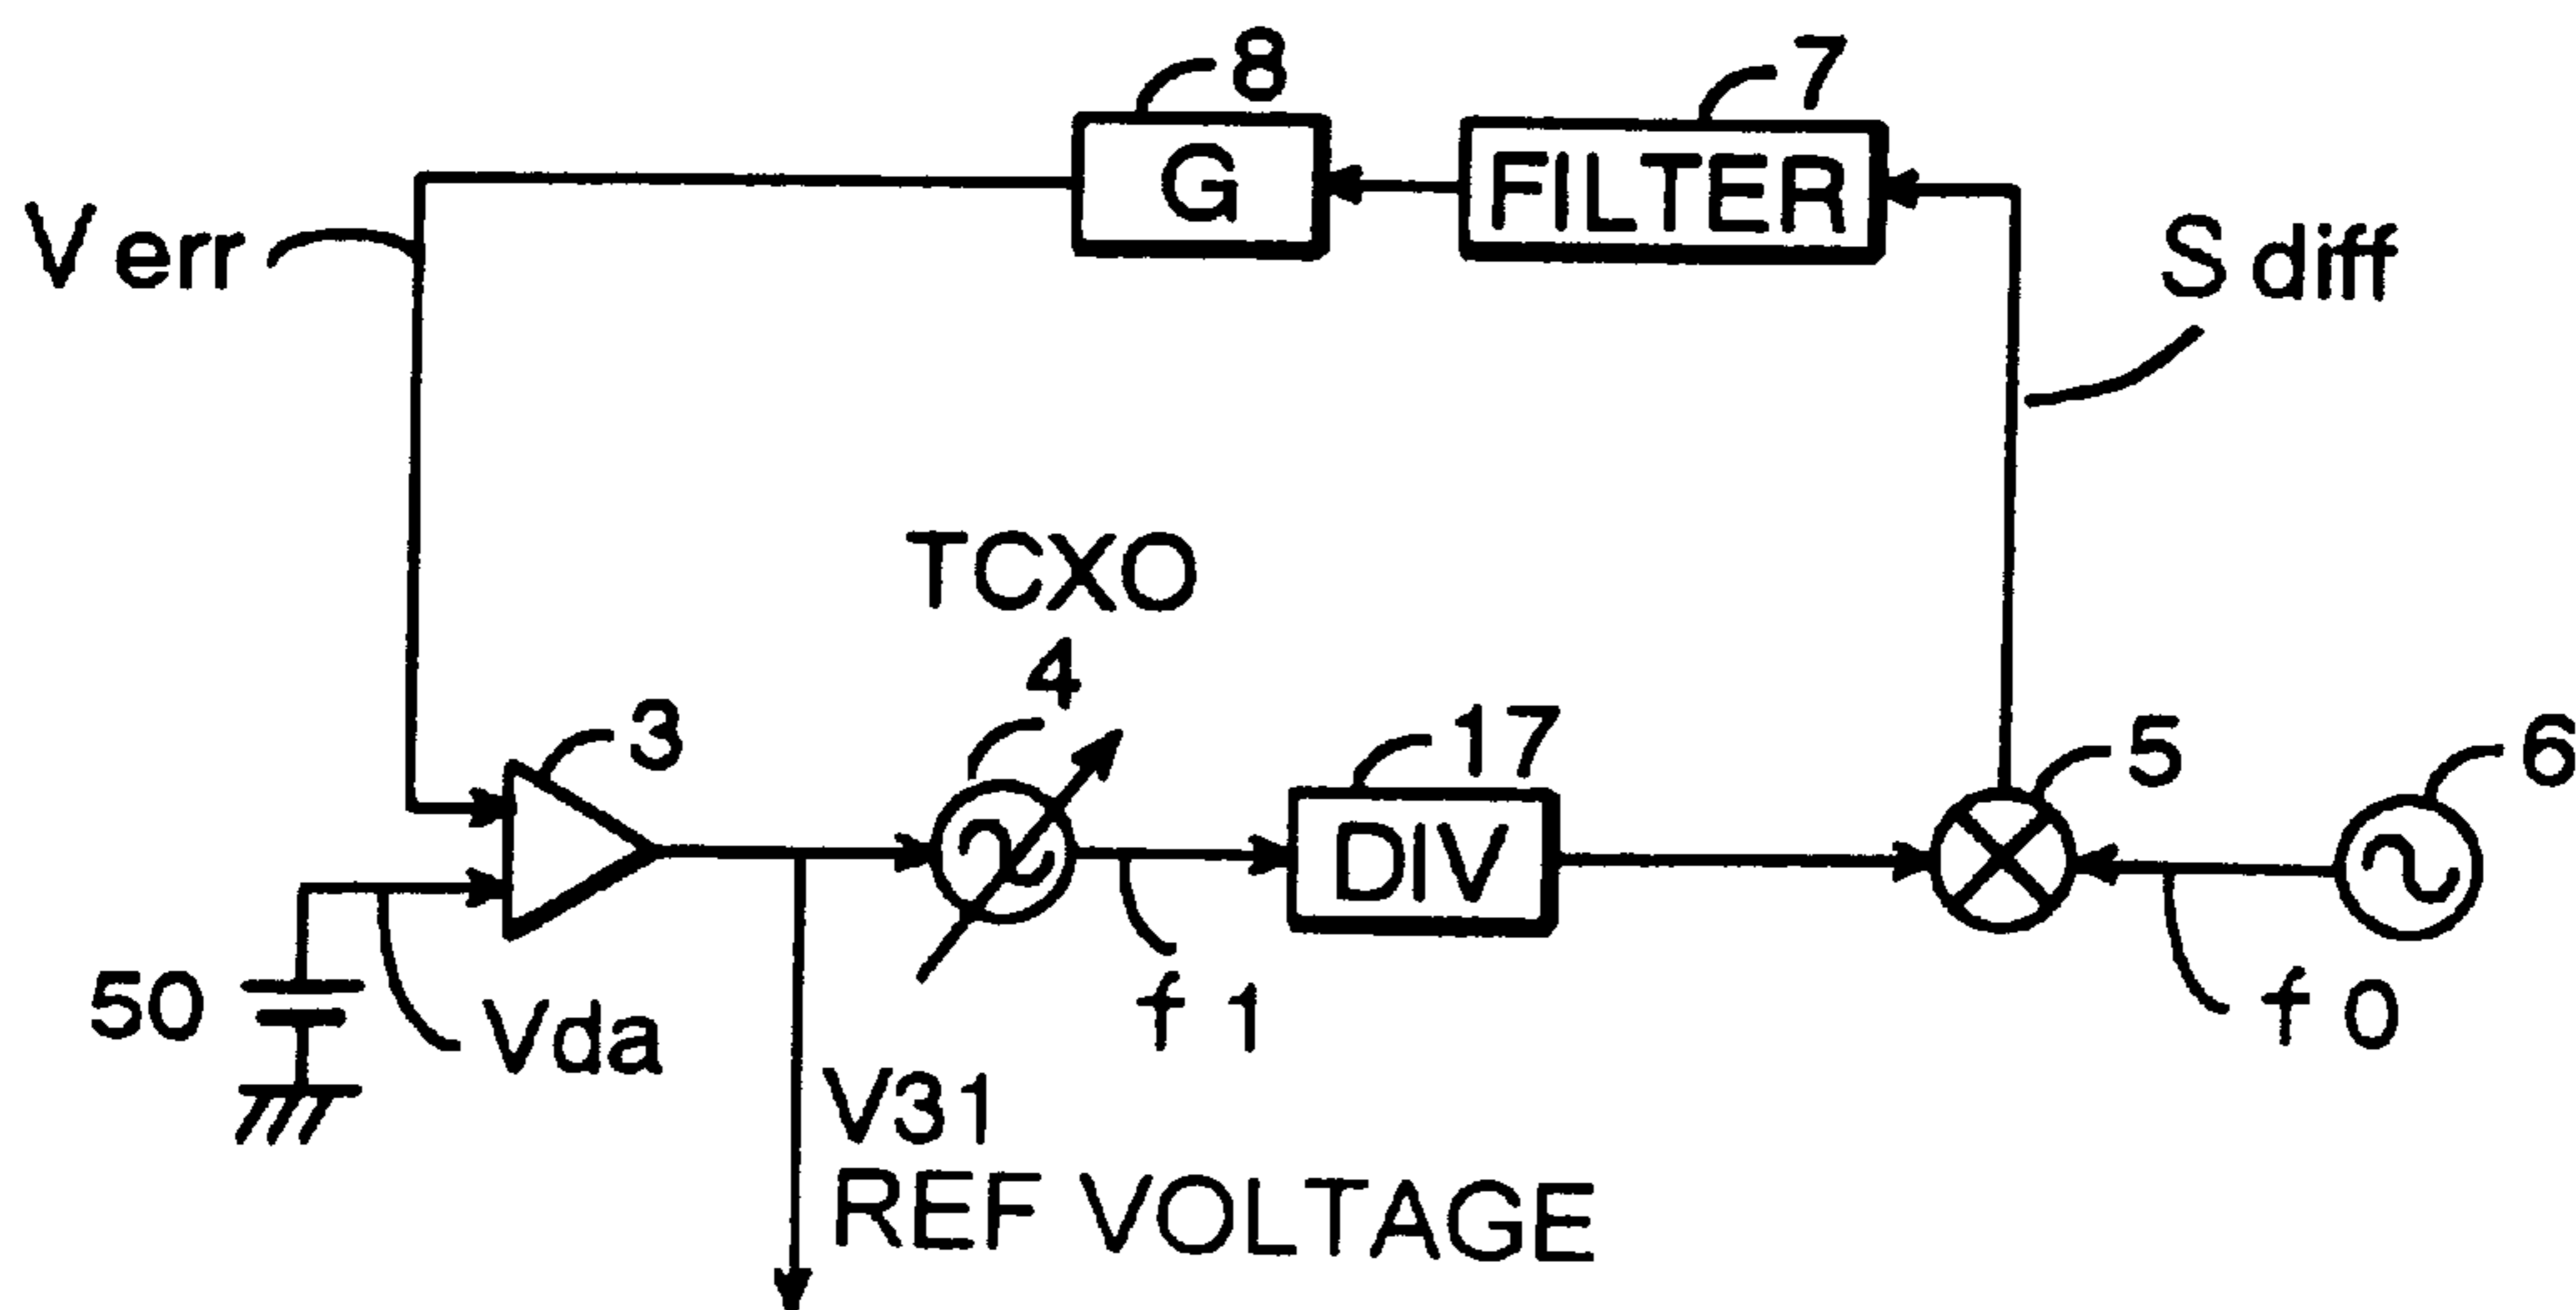 8
7
G
FILTER
V err
S diff
TCXO
4
3
17
5
6
DIV
50
Vda
f 1
f 0
V31
REF VOLTAGE